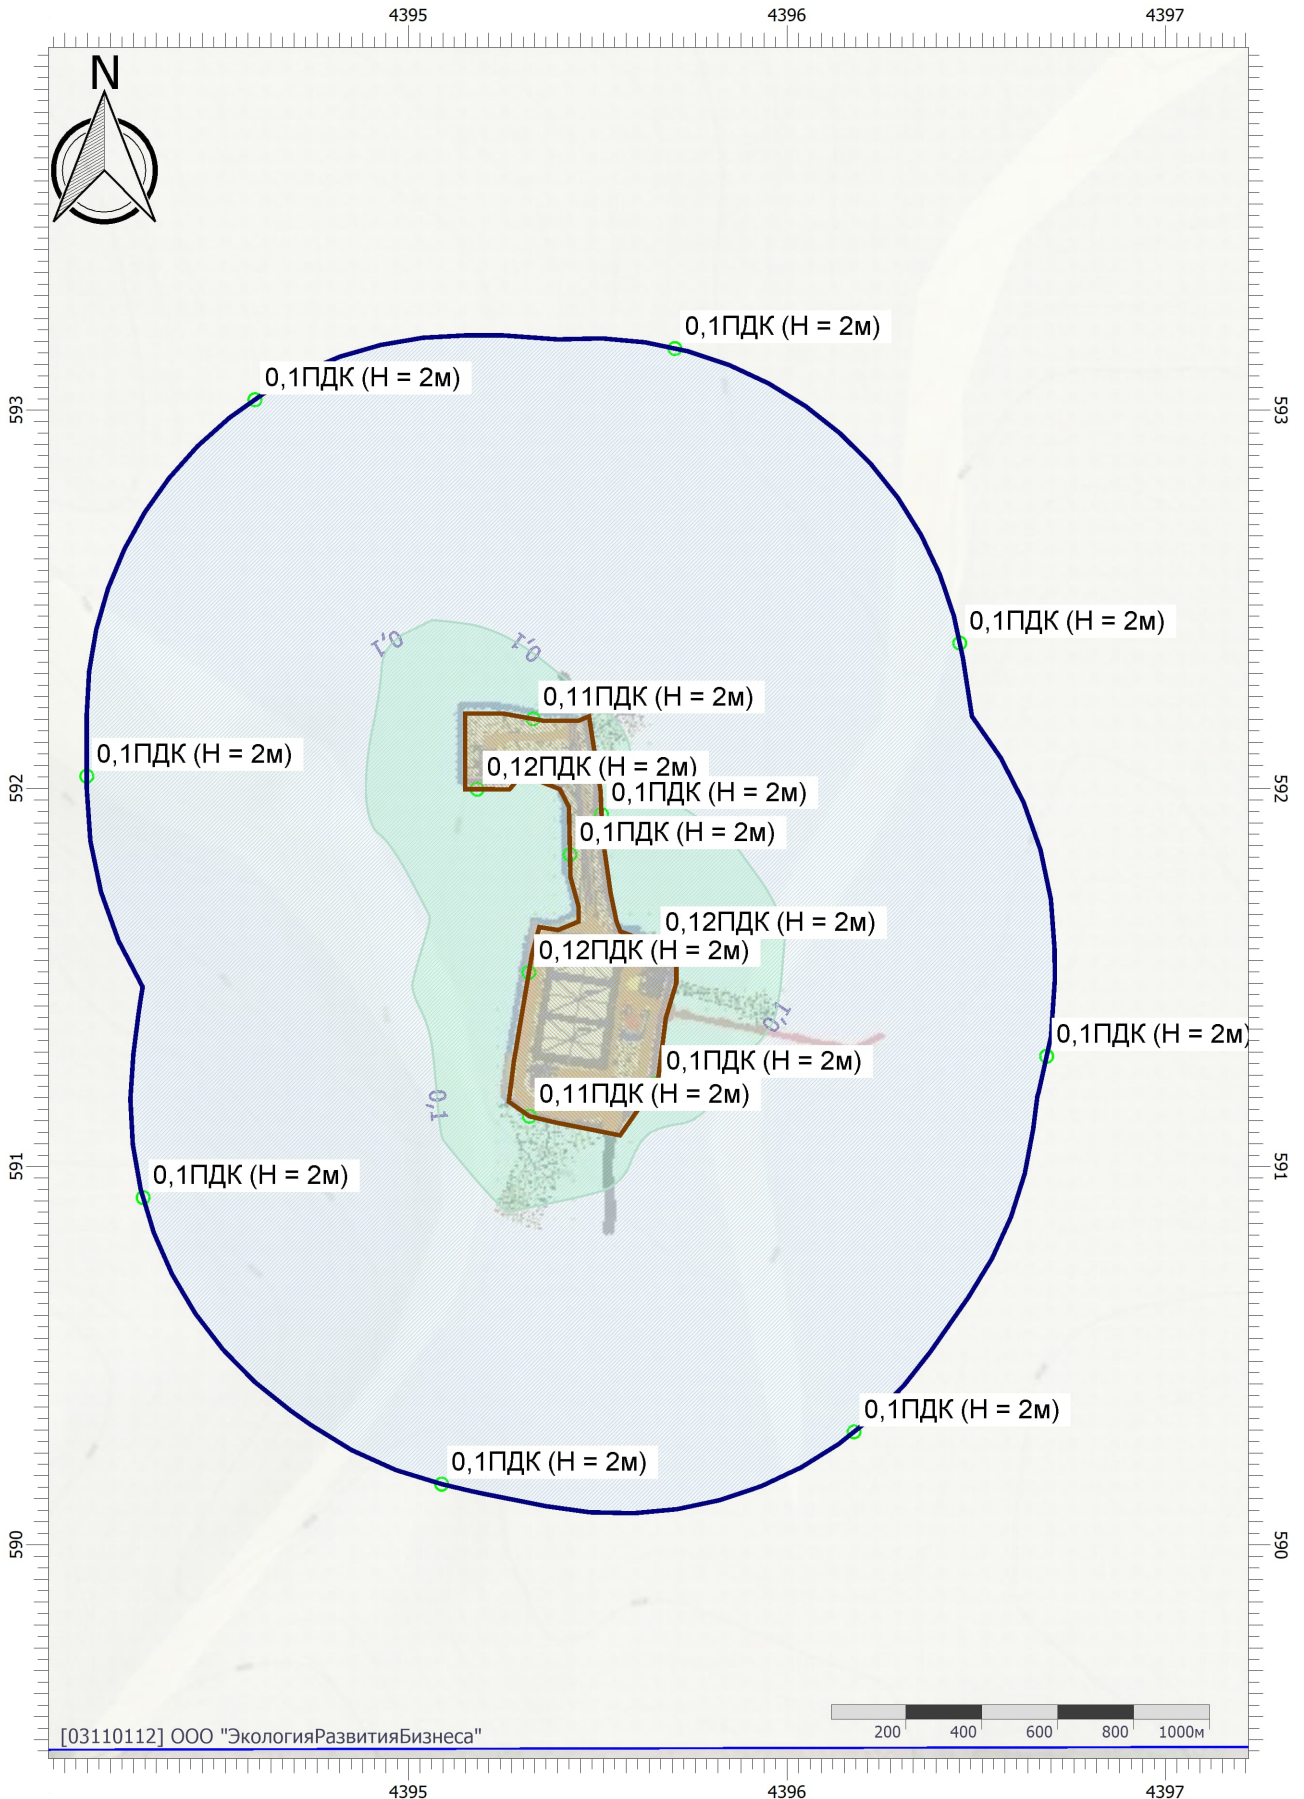 4395 4396 4397
N
0,1ПДК (Н = 2м)
0,1ПДК (Н = 2м)
593 593
0,1ПДК (Н = 2м)
0,1 0,1
0,11ПДК (Н = 2м)
0,1ПДК (Н = 2м)
0,12ПДК (Н = 2м)
592 592
0,1ПДК (Н = 2м)
0,1ПДК (Н = 2м)
0,12ПДК (Н = 2м)
0,12ПДК (Н = 2м)
0,1
0,1ПДК (Н = 2м)
0,1ПДК (Н = 2м)
0,11ПДК (Н = 2м)
0,1
591 591
0,1ПДК (Н = 2м)
0,1ПДК (Н = 2м)
0,1ПДК (Н = 2м)
590 590
200 400 600 800 1000м
[03110112] ООО "ЭкологияРазвитияБизнеса"
4395 4396 4397